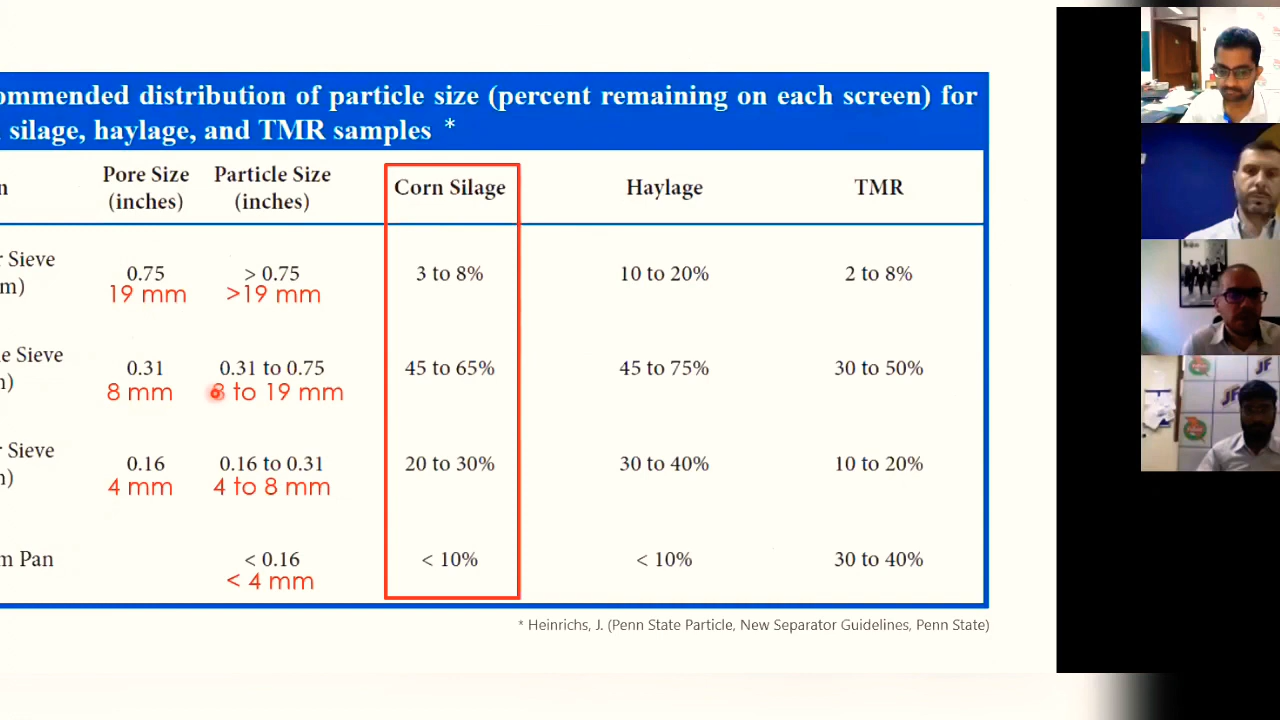 ommended distribution of particle size (percent remaining on each screen) for
silage, haylage, and TMR samples *
n
Pore Size
(inches)
Particle Size
(inches)
Corn Silage
Haylage
TMR
r Sieve
m)
0.75
19 mm
> 0.75
>19 mm
3 to 8%
10 to 20%
2 to 8%
e Sieve
n)
0.31
8 mm
0.31 to 0.75
8 to 19 mm
45 to 65%
45 to 75%
30 to 50%
r Sieve
n)
0.16
4 mm
0.16 to 0.31
4 to 8 mm
20 to 30%
30 to 40%
10 to 20%
m Pan
< 0.16
< 4 mm
< 10%
< 10%
30 to 40%
* Heinrichs, J. (Penn State Particle, New Separator Guidelines, Penn State)
JF